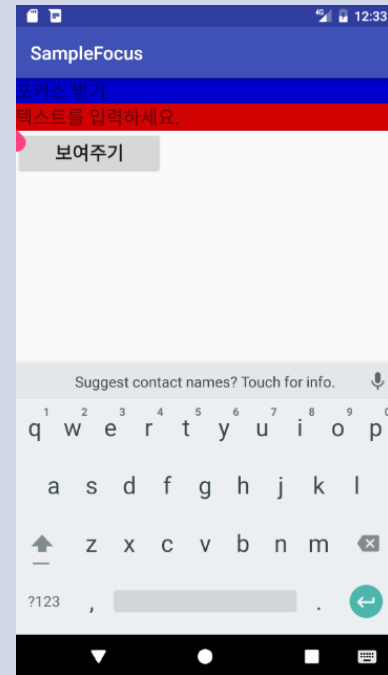 12:33
SampleFocus
포커스 받기
텍스트를 입력하세요.
보여주기
Suggest contact names? Touch for info.
1 2 3 4 5 6 7 8 9 0
q w e r t y u i o p
a s d f g h j k l
z x c v b n m
?123 , .